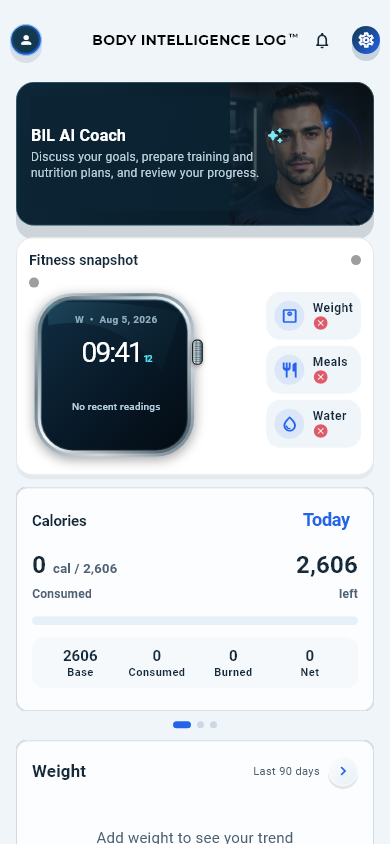 BODY INTELLIGENCE LOG™
BIL AI Coach
Discuss your goals, prepare training and
nutrition plans, and review your progress.
Fitness snapshot
W • Aug 5, 2026
09:41 12
No recent readings
Weight
Meals
Water
Calories
Today
0 cal / 2,606
2,606
Consumed
left
2606
0
0
0
Base
Consumed
Burned
Net
Weight
Last 90 days
Add weight to see your trend